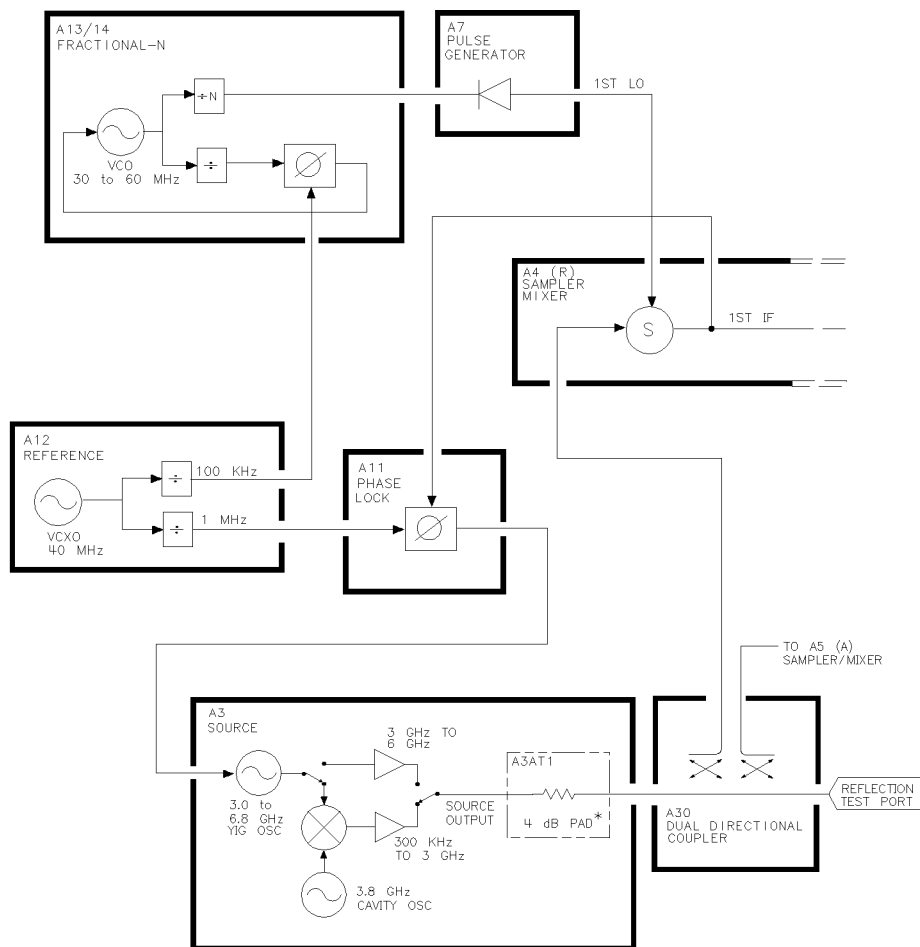 A13/14
FRACTIONAL-N
÷N
VCO
30 to 60 MHz
÷
A7
PULSE
GENERATOR
1ST LO
A4 (R)
SAMPLER
MIXER
S
1ST IF
A12
REFERENCE
÷
100 KHz
÷
1 MHz
VCXO
40 MHz
A11
PHASE
LOCK
TO A5 (A)
SAMPLER/MIXER
A3
SOURCE
3.0 to
6.8 GHz
YIG OSC
3 GHz TO
6 GHz
300 KHz
TO 3 GHz
3.8 GHz
CAVITY OSC
SOURCE
OUTPUT
A3AT1
4 dB PAD*
A30
DUAL DIRECTIONAL
COUPLER
REFLECTION
TEST PORT